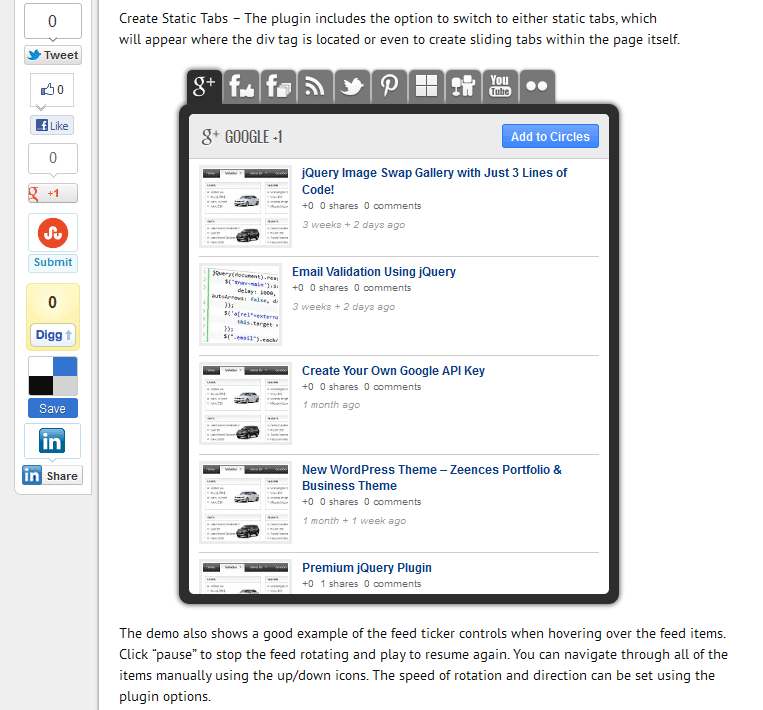 Create Static Tabs – The plugin includes the option to switch to either static tabs, which
will appear where the div tag is located or even to create sliding tabs within the page itself.
0
Tweet
0
Like
0
g +1
Submit
0
Digg
Save
in
in Share
g+ f f You Tube
g+ GOOGLE +1
Add to Circles
jQuery Image Swap Gallery with Just 3 Lines of
Code!
+0 0 shares 0 comments
3 weeks + 2 days ago
jQuery(document).rea
delay: 1000,
autoArrows: false, d
});
this.target =
});
Email Validation Using jQuery
+0 0 shares 0 comments
3 weeks + 2 days ago
Create Your Own Google API Key
+0 0 shares 0 comments
1 month ago
New WordPress Theme – Zeences Portfolio &
Business Theme
+0 0 shares 0 comments
1 month + 1 week ago
Premium jQuery Plugin
+0 1 shares 0 comments
The demo also shows a good example of the feed ticker controls when hovering over the feed items.
Click "pause" to stop the feed rotating and play to resume again. You can navigate through all of the
items manually using the up/down icons. The speed of rotation and direction can be set using the
plugin options.